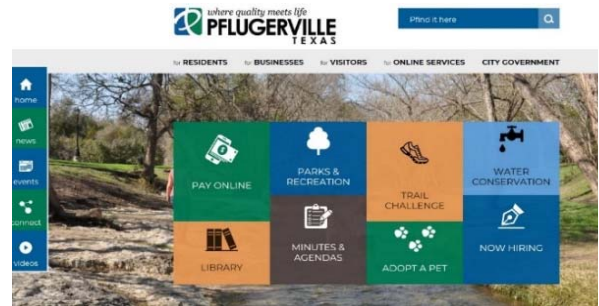 where quality meets life
PFLUGERVILLE
TEXAS
Pfind it here
for RESIDENTS for BUSINESSES for VISITORS for ONLINE SERVICES CITY GOVERNMENT
home
news
events
connect
videos
PAY ONLINE
PARKS &
RECREATION
TRAIL
CHALLENGE
WATER
CONSERVATION
LIBRARY
MINUTES &
AGENDAS
ADOPT A PET
NOW HIRING